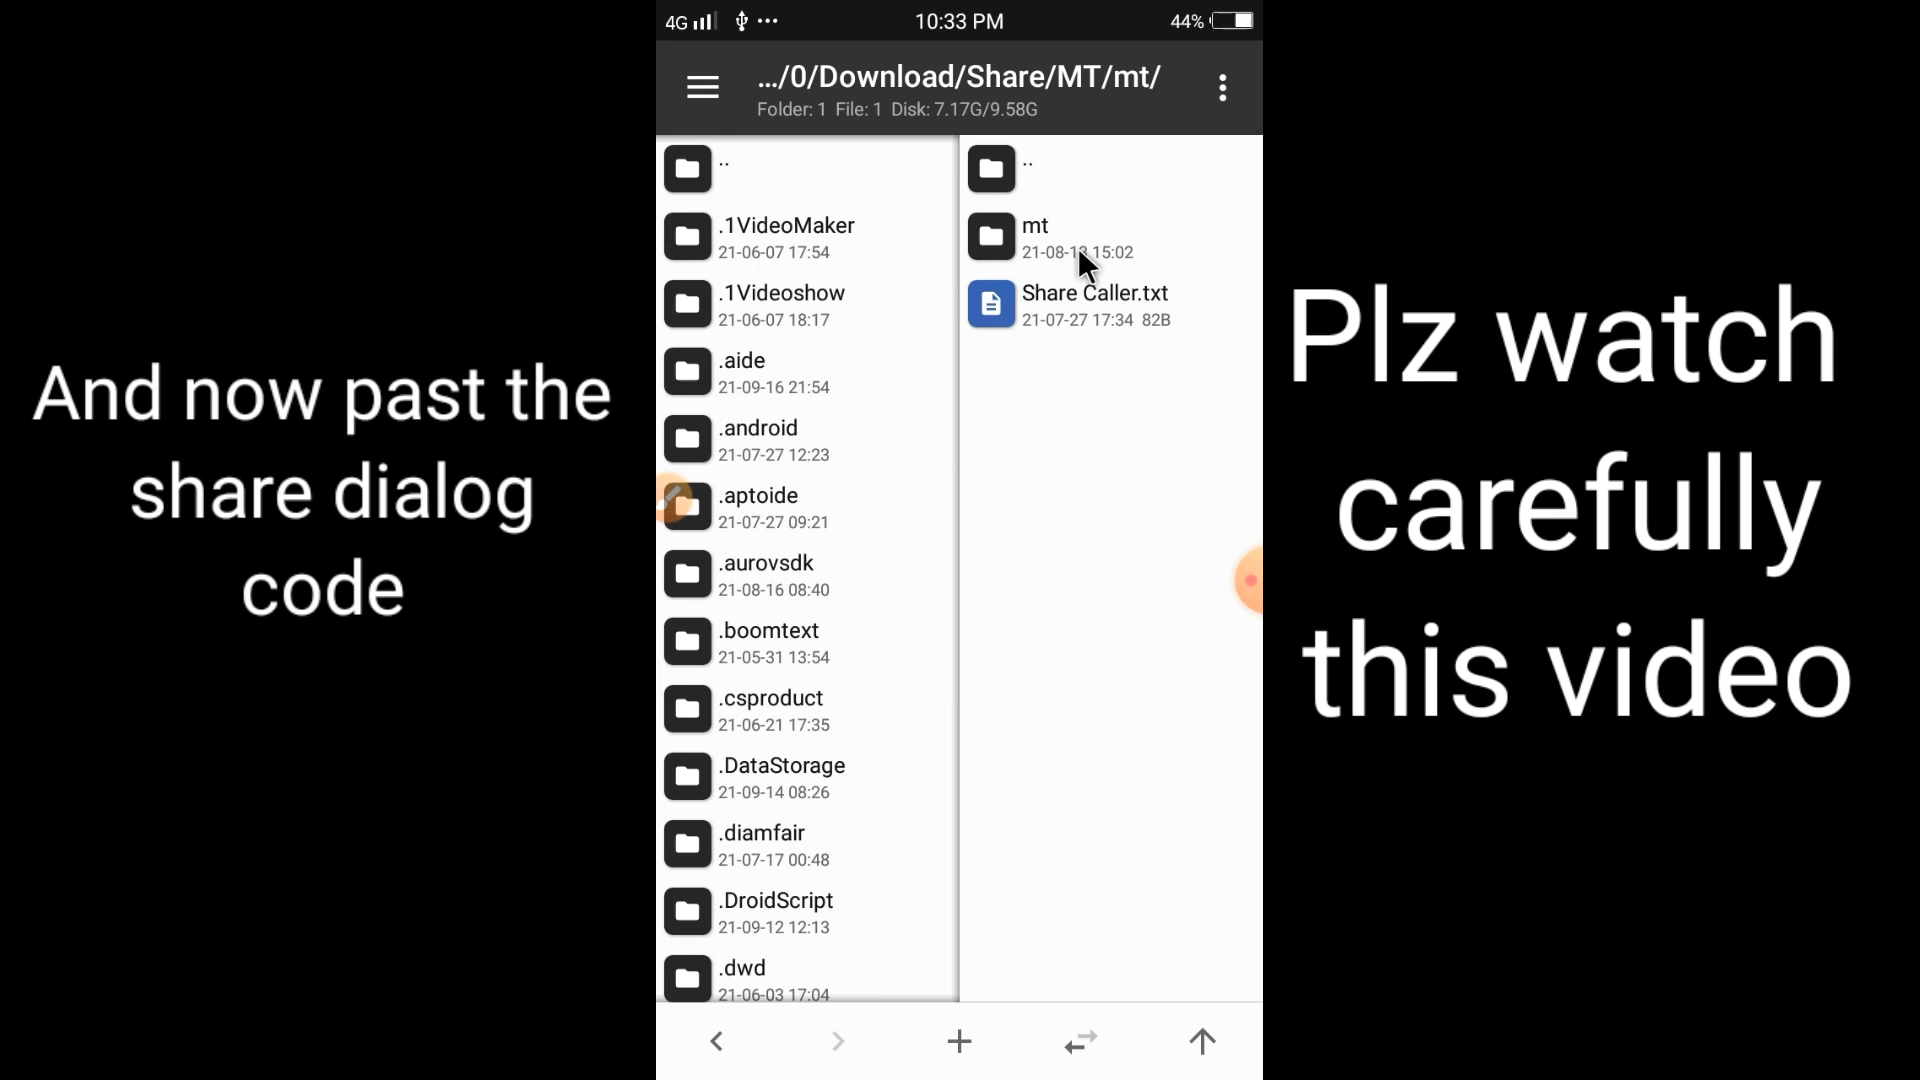 And now past the
share dialog
code
4G
10:33 PM
44%
.../0/Download/Share/MT/mt/
Folder: 1 File: 1 Disk: 7.17G/9.58G
..
.1VideoMaker
21-06-07 17:54
.1Videoshow
21-06-07 18:17
.aide
21-09-16 21:54
.android
21-07-27 12:23
.aptoide
21-07-27 09:21
.aurovsdk
21-08-16 08:40
.boomtext
21-05-31 13:54
.csproduct
21-06-21 17:35
.DataStorage
21-09-14 08:26
.diamfair
21-07-17 00:48
.DroidScript
21-09-12 12:13
.dwd
21-06-03 17:04
..
mt
15:02
Share Caller.txt
21-07-27 17:34 82B
Plz watch
carefully
this video